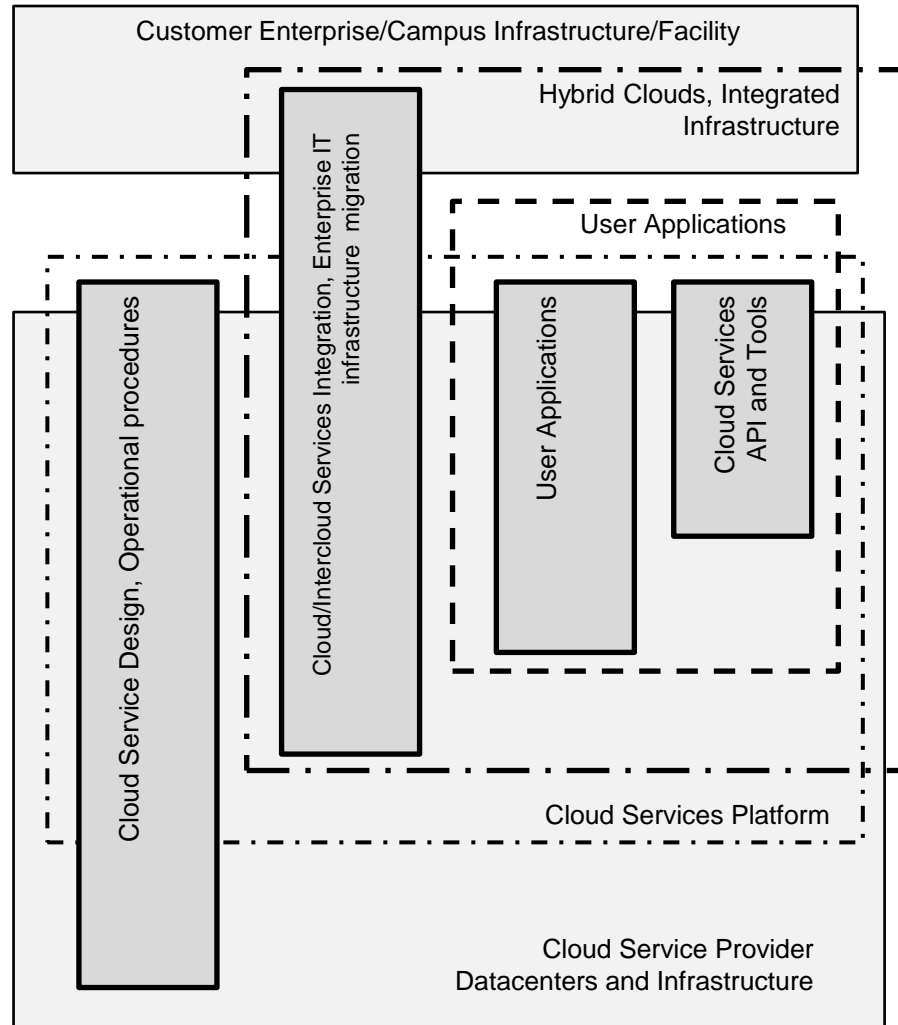 Customer Enterprise/Campus Infrastructure/Facility
Hybrid Clouds, Integrated
Infrastructure
Cloud/Intercloud Services Integration, Enterprise IT
infrastructure migration
User Applications
Cloud Service Design, Operational procedures
User Applications
Cloud Services
API and Tools
Cloud Services Platform
Cloud Service Provider
Datacenters and Infrastructure